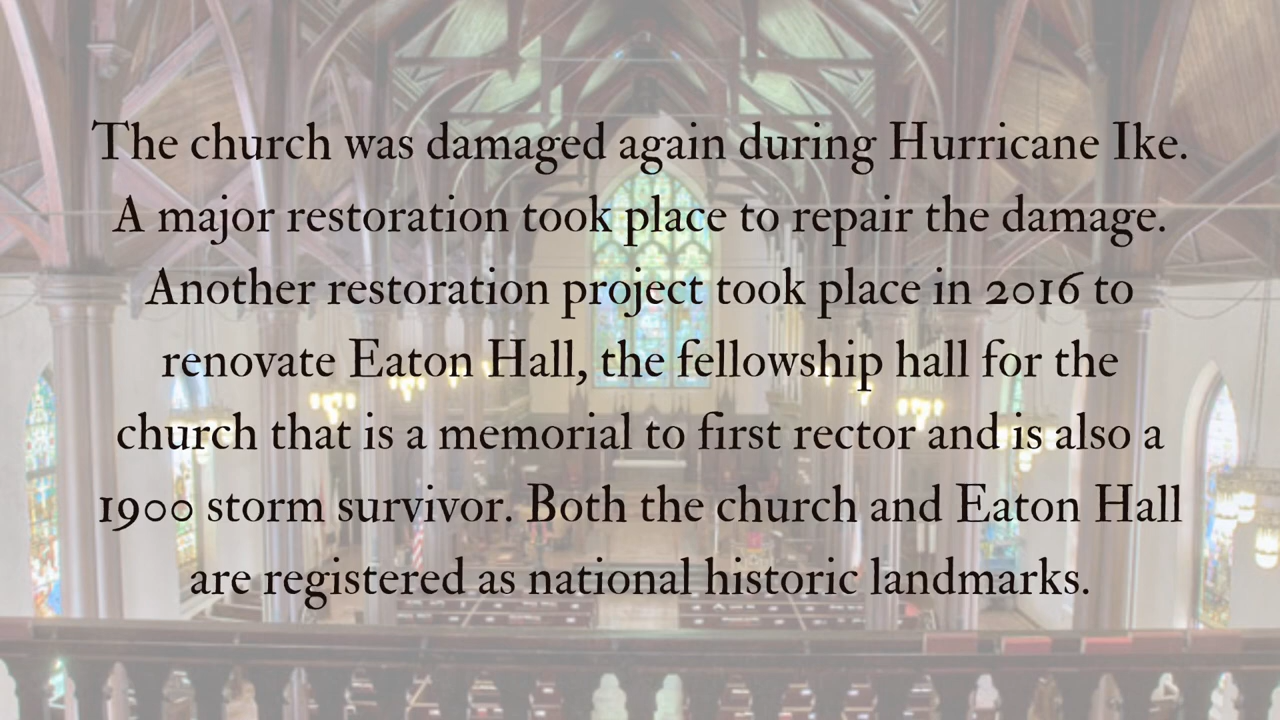 The church was damaged again during Hurricane Ike.
A major restoration took place to repair the damage.
Another restoration project took place in 2016 to
renovate Eaton Hall, the fellowship hall for the
church that is a memorial to first rector and is also a
1900 storm survivor. Both the church and Eaton Hall
are registered as national historic landmarks.